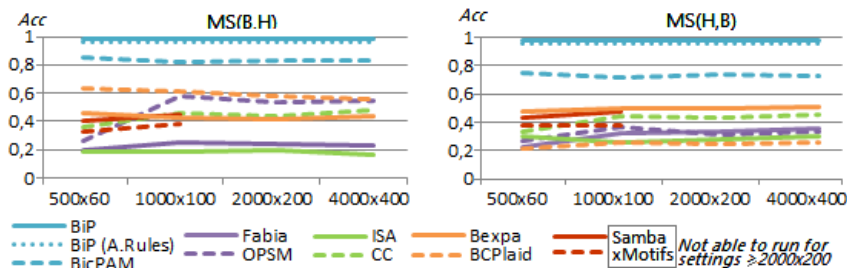 Acc
MS(B,H)
1
0,8
0,6
0,4
0,2
0
500x60 1000x100 2000x200 4000x400
Acc
MS(H,B)
1
0,8
0,6
0,4
0,2
0
500x60 1000x100 2000x200 4000x400
BiP
BiP (A.Rules)
BicPAM
Fabia
OPSM
ISA
CC
Bexpa
BCPlaid
Samba
xMotifs
Not able to run for
settings ≥2000x200